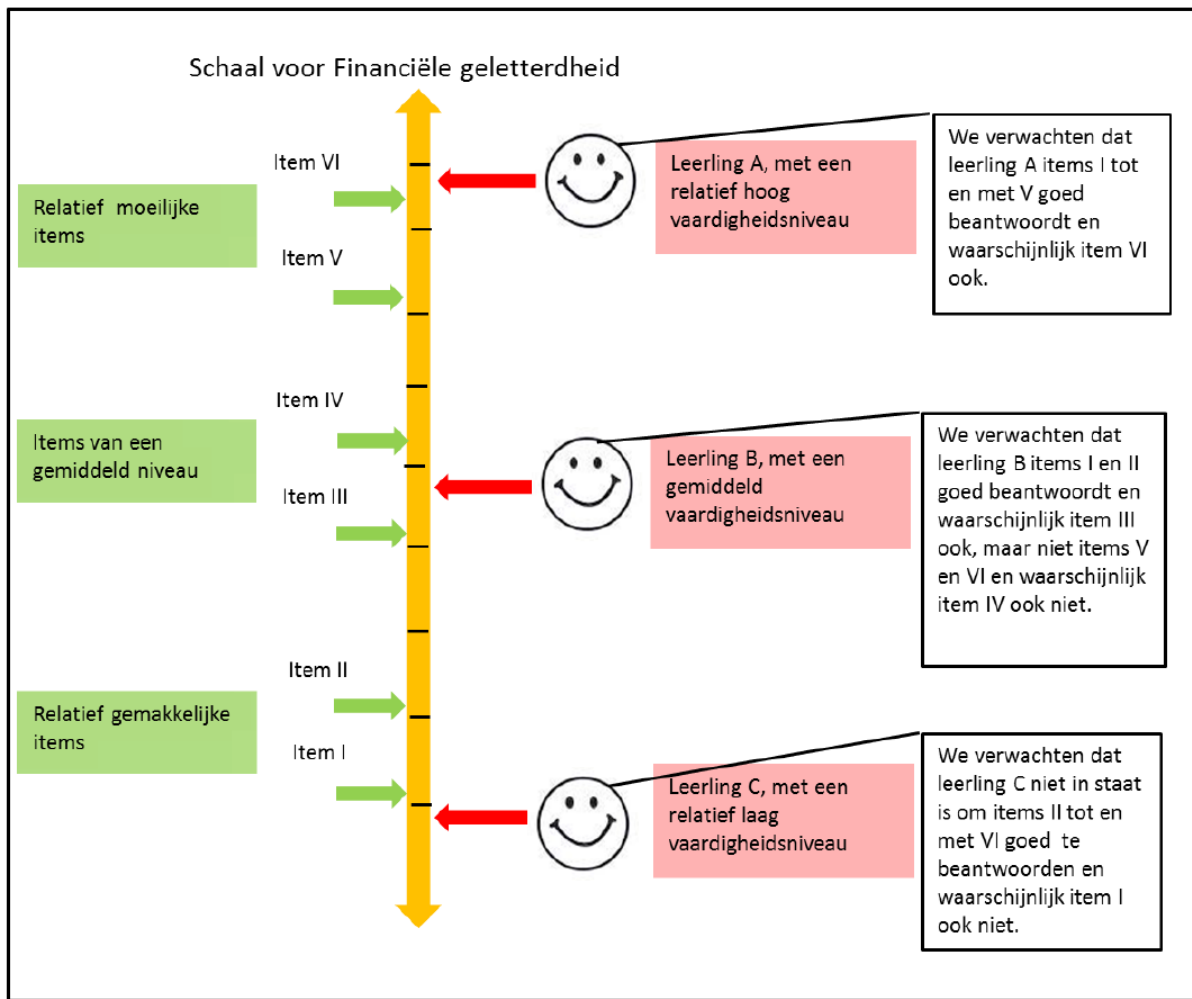 Schaal voor Financiële geletterdheid
Item VI
Relatief moeilijke
items
Item V
Leerling A, met een
relatief hoog
vaardigheidsniveau
We verwachten dat
leerling A items I tot
en met V goed
beantwoordt en
waarschijnlijk item VI
ook.
Item IV
Items van een
gemiddeld niveau
Item III
Leerling B, met een
gemiddeld
vaardigheidsniveau
We verwachten dat
leerling B items I en II
goed beantwoordt en
waarschijnlijk item III
ook, maar niet items V
en VI en waarschijnlijk
item IV ook niet.
Item II
Relatief gemakkelijke
items
Item I
Leerling C, met een
relatief laag
vaardigheidsniveau
We verwachten dat
leerling C niet in staat
is om items II tot en
met VI goed te
beantwoorden en
waarschijnlijk item I
ook niet.